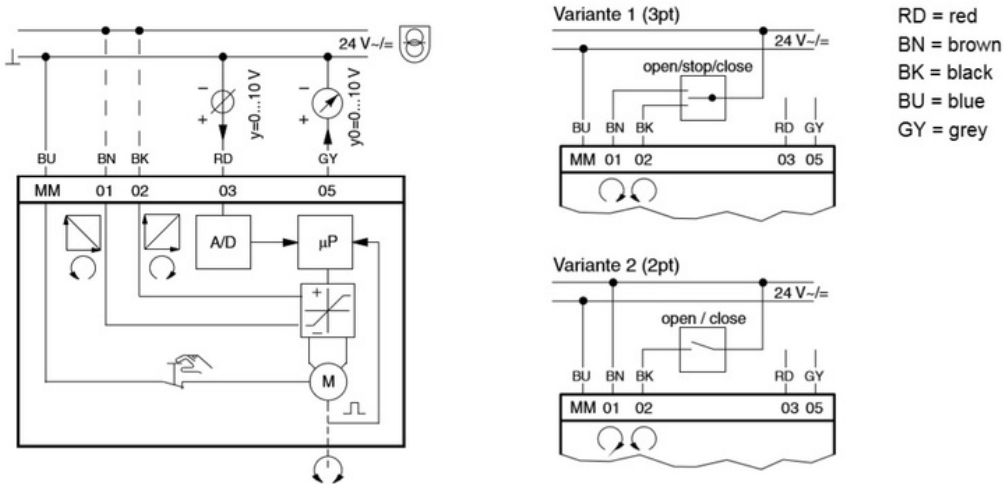 24 V~/=
y=0...10 V
y0=0...10 V
BU BN BK RD GY
MM 01 02 03 05
A/D
µP
M
Variante 1 (3pt)
24 V~/=
open/stop/close
BU BN BK RD GY
MM 01 02 03 05
Variante 2 (2pt)
24 V~/=
open / close
BU BN BK RD GY
MM 01 02 03 05
RD = red
BN = brown
BK = black
BU = blue
GY = grey